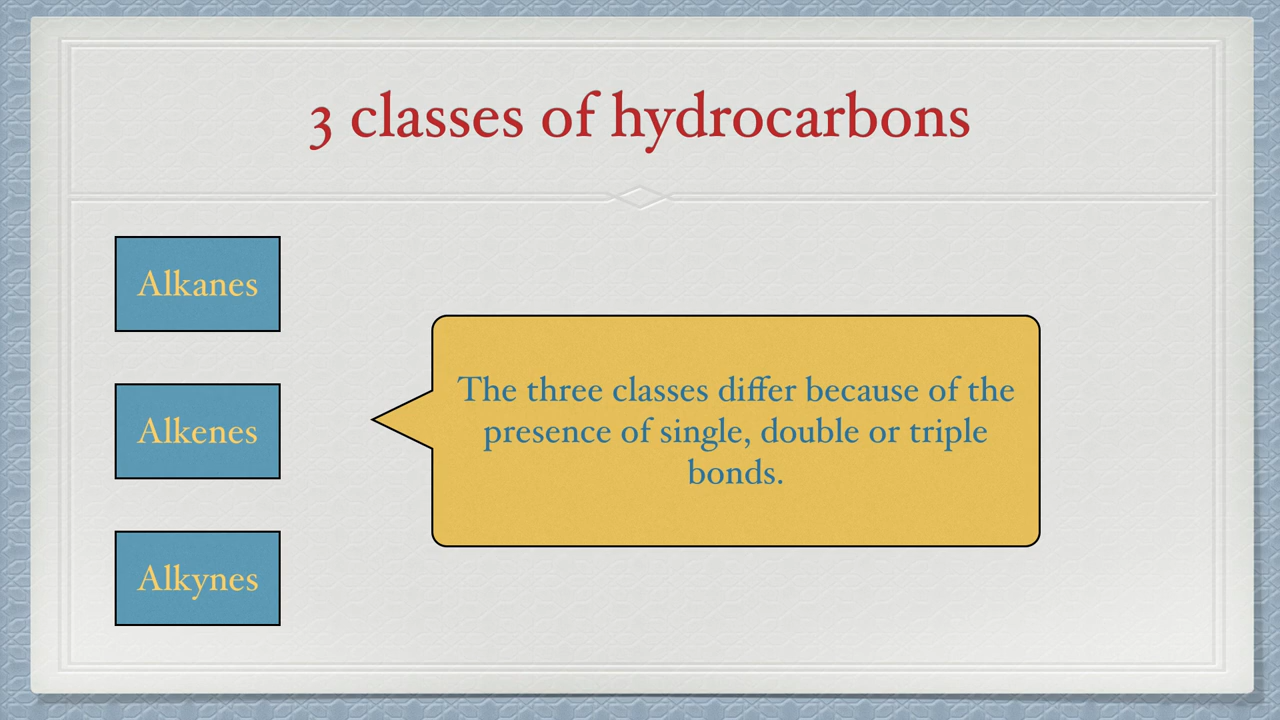 3 classes of hydrocarbons
Alkanes
Alkenes
Alkynes
The three classes differ because of the
presence of single, double or triple
bonds.